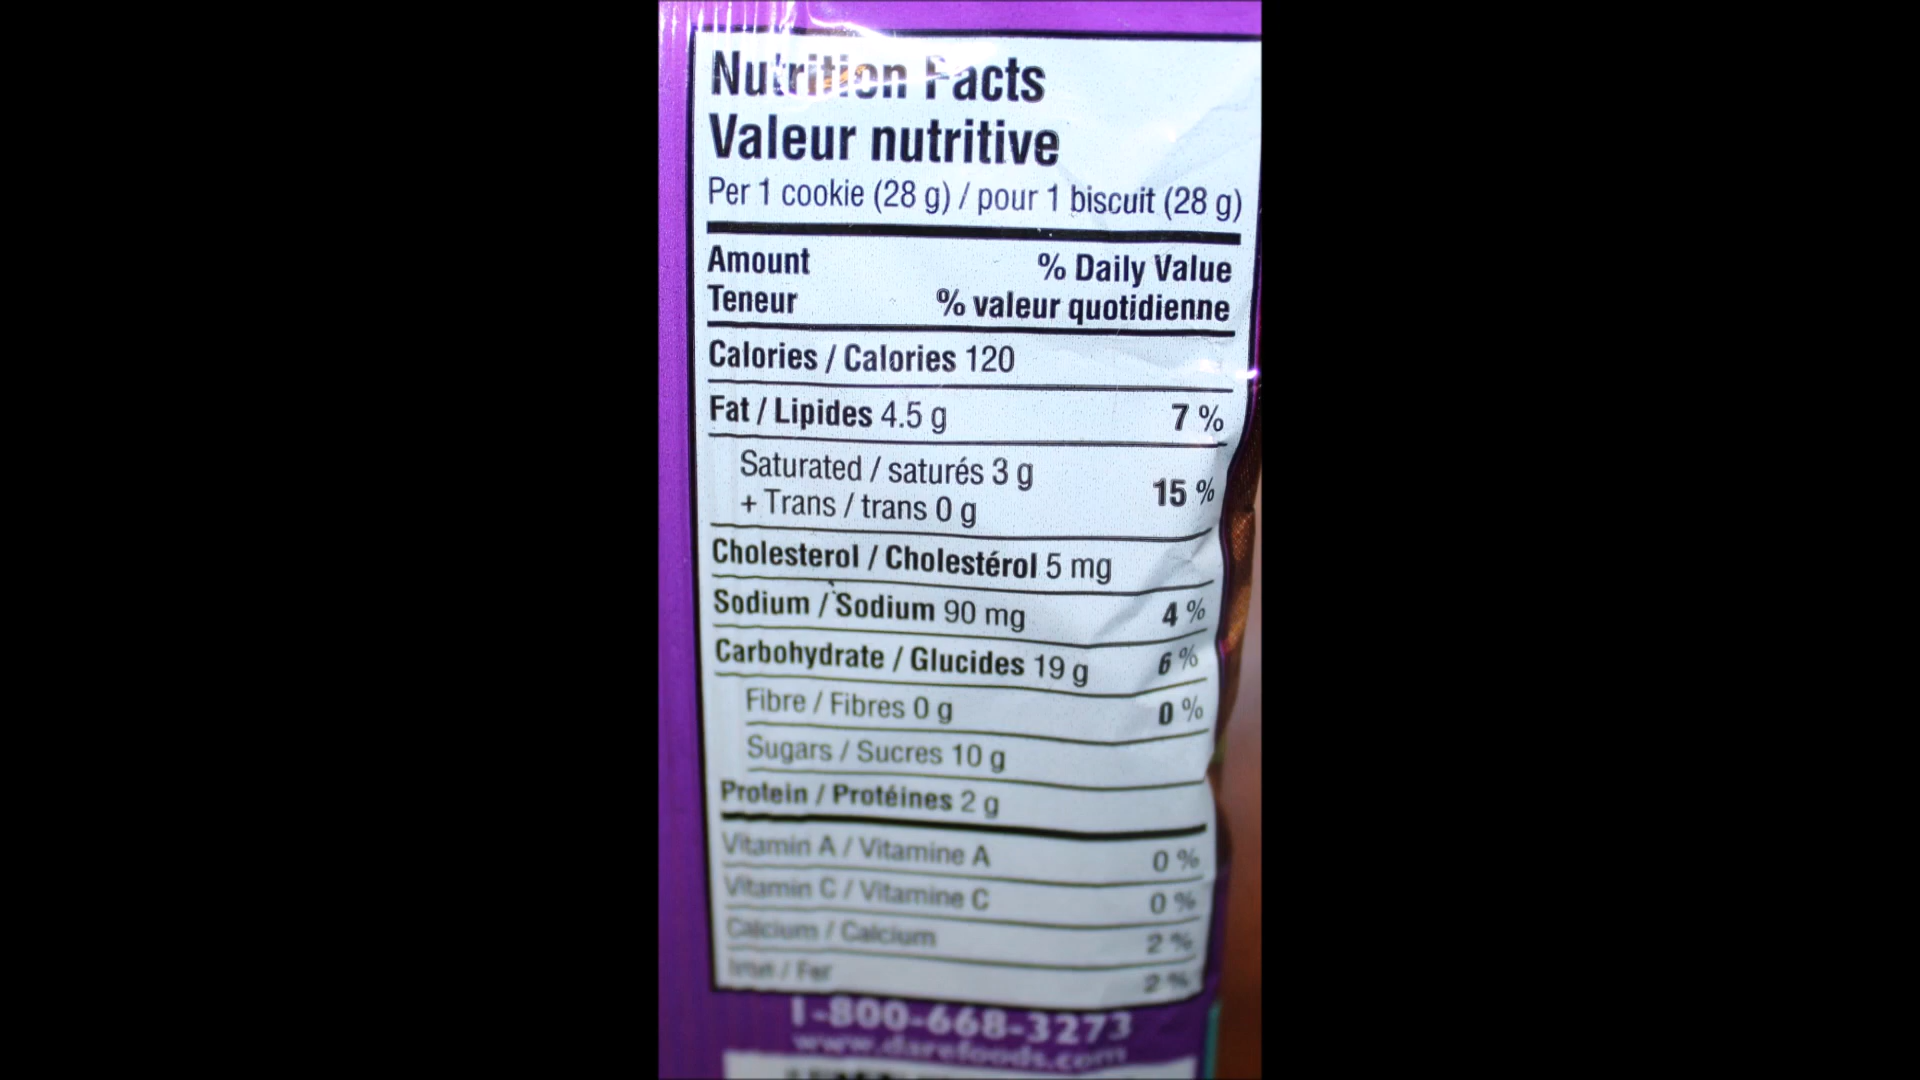 Nutrition Facts
Valeur nutritive
Per 1 cookie (28 g) / pour 1 biscuit (28 g)
Amount % Daily Value
Teneur % valeur quotidienne
Calories / Calories 120
Fat / Lipides 4.5 g 7 %
Saturated / saturés 3 g
+ Trans / trans 0 g 15 %
Cholesterol / Cholestérol 5 mg
Sodium / Sodium 90 mg 4 %
Carbohydrate / Glucides 19 g 6 %
Fibre / Fibres 0 g 0 %
Sugars / Sucres 10 g
Protein / Protéines 2 g
Vitamin A / Vitamine A 0 %
Vitamin C / Vitamine C 0 %
Calcium / Calcium 2 %
Iron / Fer 2 %
1-800-668-3273
www.darefoods.com